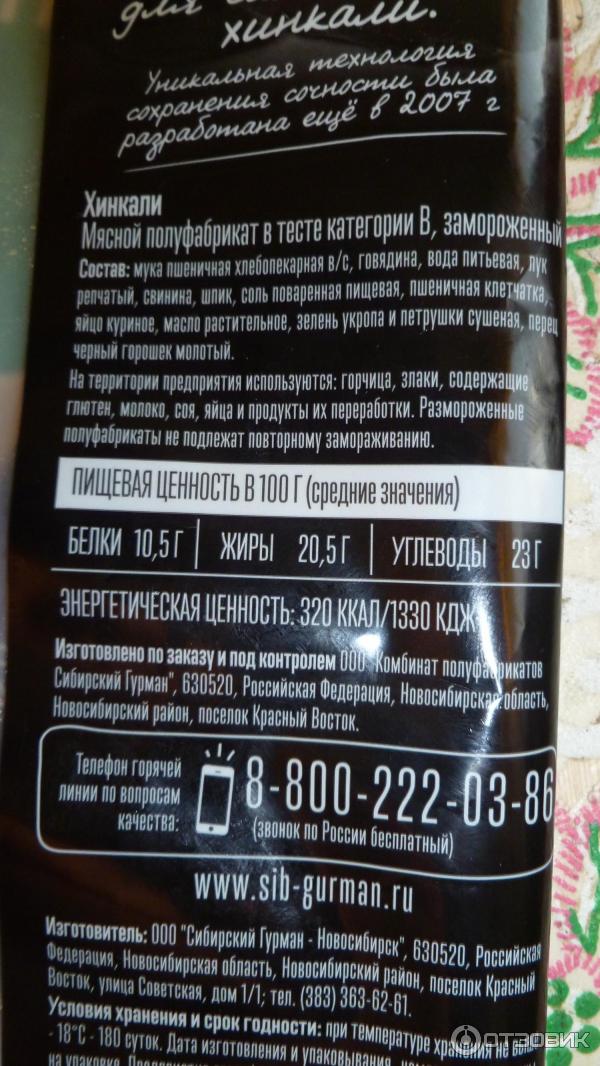 для
хинкали.
Уникальная технология
сохранения сочности была
разработана ещё в 2007 г
Хинкали
Мясной полуфабрикат в тесте категории В, замороженный
Состав: мука пшеничная хлебопекарная в/с, говядина, вода питьевая, лук
репчатый, свинина, шпик, соль поваренная пищевая, пшеничная клетчатка,
яйцо куриное, масло растительное, зелень укропа и петрушки сушеная, перец
черный горошек молотый.
На территории предприятия используются: горчица, злаки, содержащие
глютен, молоко, соя, яйца и продукты их переработки. Размороженные
полуфабрикаты не подлежат повторному замораживанию.
ПИЩЕВАЯ ЦЕННОСТЬ В 100 Г (средние значения)
БЕЛКИ 10,5 Г | ЖИРЫ 20,5 Г | УГЛЕВОДЫ 23 Г
ЭНЕРГЕТИЧЕСКАЯ ЦЕННОСТЬ: 320 ККАЛ/1330 КДЖ
Изготовлено по заказу и под контролем ООО "Комбинат полуфабрикатов
Сибирский Гурман", 630520, Российская Федерация, Новосибирская область,
Новосибирский район, поселок Красный Восток.
Телефон горячей
линии по вопросам
качества:
8-800-222-03-86
(звонок по России бесплатный)
www.sib-gurman.ru
Изготовитель: ООО "Сибирский Гурман - Новосибирск", 630520, Российская
Федерация, Новосибирская область, Новосибирский район, поселок Красный
Восток, улица Советская, дом 1/1; тел. (383) 363-62-61.
Условия хранения и срок годности: при температуре хранения не
- 18°С - 180 суток. Дата изготовления и упаковывания,
на упаковке.
ОТЗОВИК